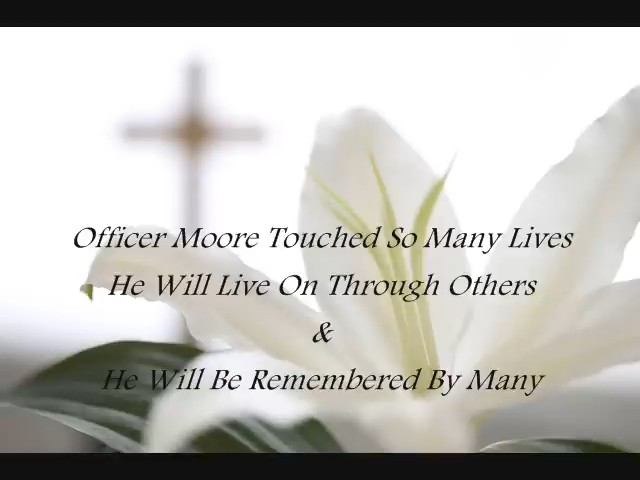 Officer Moore Touched So Many Lives
He Will Live On Through Others
&
He Will Be Remembered By Many